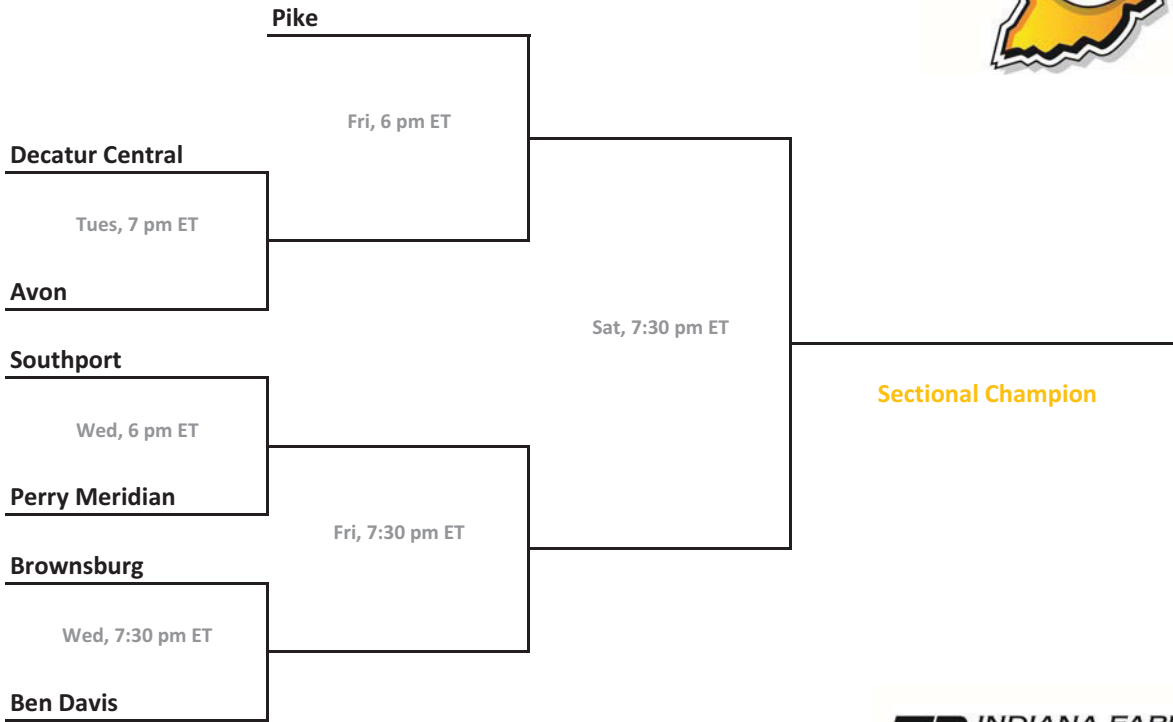 Pike
Fri, 6 pm ET
Decatur Central
Tues, 7 pm ET
Avon
Sat, 7:30 pm ET
Southport
Sectional Champion
Wed, 6 pm ET
Perry Meridian
Fri, 7:30 pm ET
Brownsburg
Wed, 7:30 pm ET
Ben Davis
INDIANA